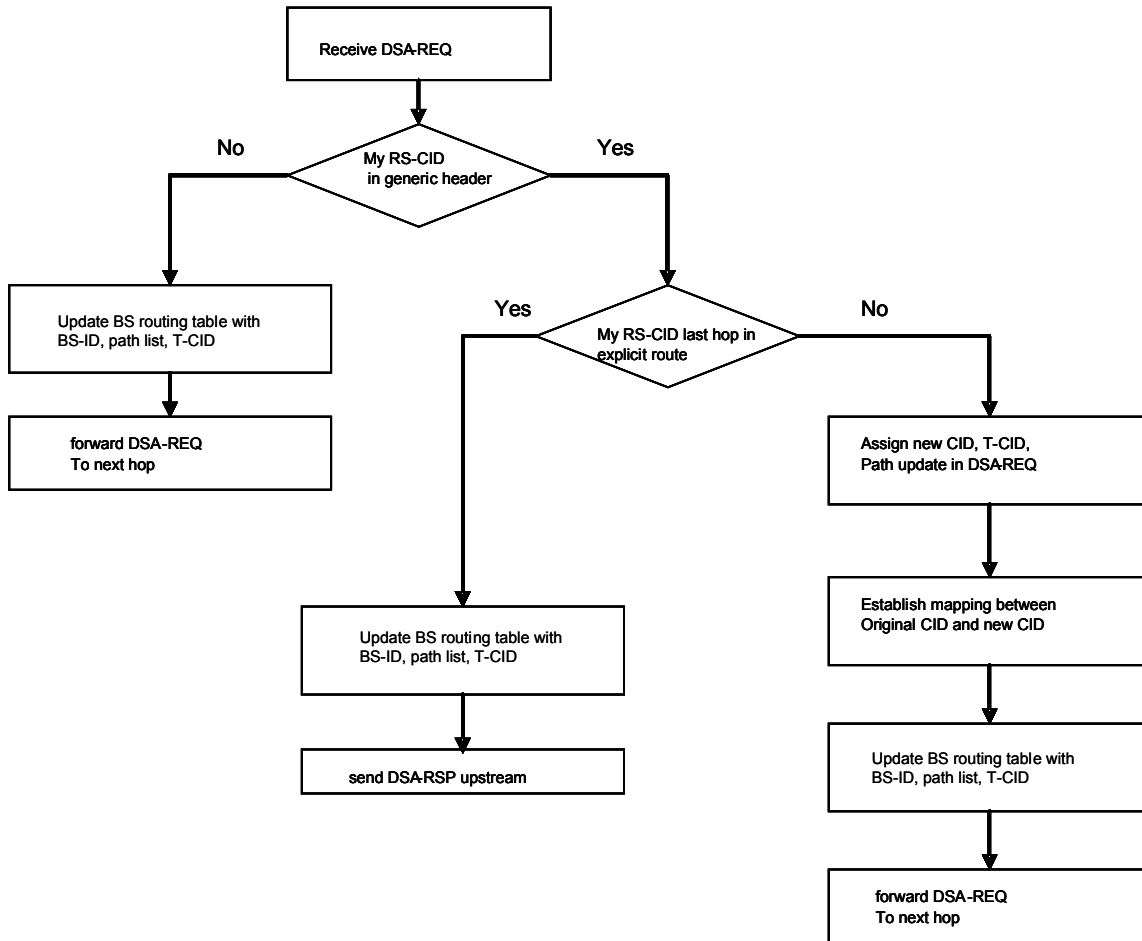 Receive DSA-REQ
No
My RS-CID
in generic header
Yes
Update BS routing table with
BS-ID, path list, T-CID
forward DSA-REQ
To next hop
Yes
My RS-CID last hop in
explicit route
No
Update BS routing table with
BS-ID, path list, T-CID
send DSA-RSP upstream
Assign new CID, T-CID,
Path update in DSA-REQ
Establish mapping between
Original CID and new CID
Update BS routing table with
BS-ID, path list, T-CID
forward DSA-REQ
To next hop